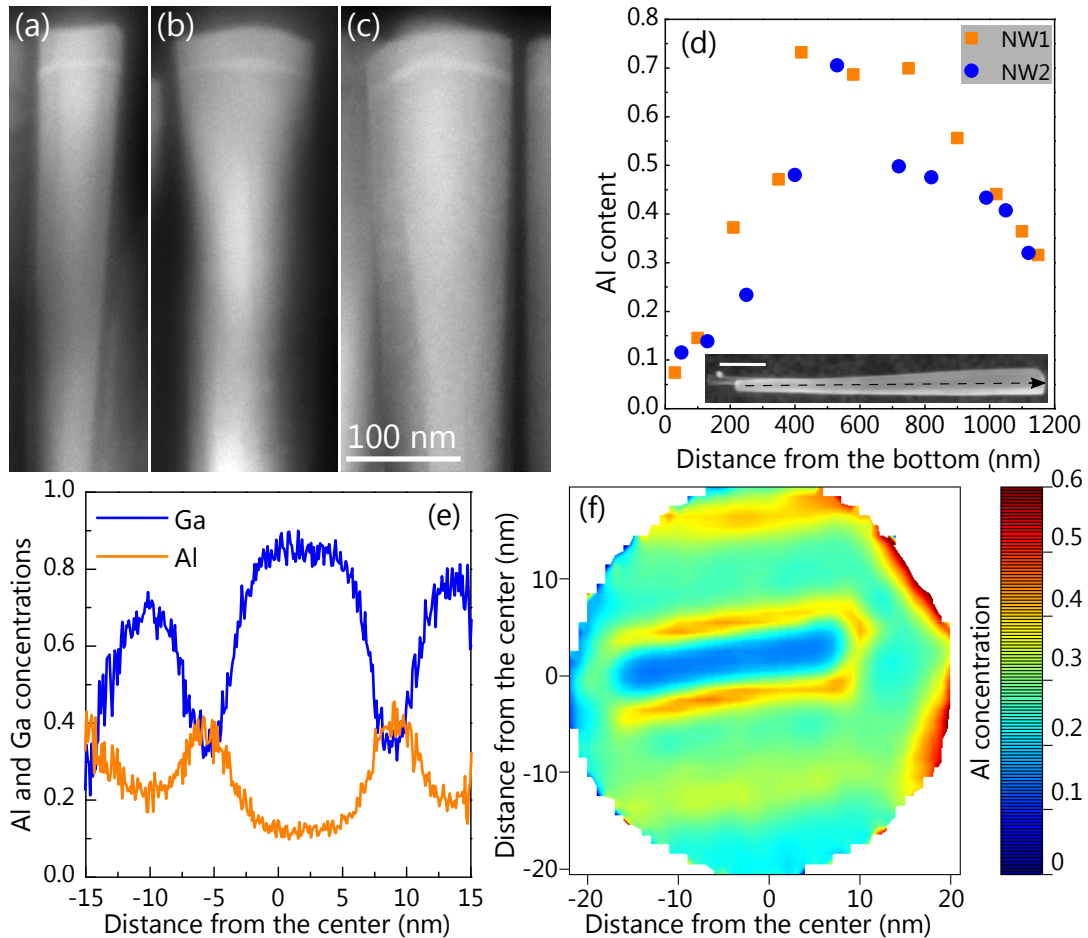 (a)
(b)
(c)
100 nm
(d)
NW1
NW2
Al content
0.8
0.7
0.6
0.5
0.4
0.3
0.2
0.1
0.0
0 200 400 600 800 1000 1200
Distance from the bottom (nm)
(e)
Ga
Al
Al and Ga concentrations
1.0
0.8
0.6
0.4
0.2
0.0
-15 -10 -5 0 5 10 15
Distance from the center (nm)
(f)
Distance from the center (nm)
10
0
-10
-20
-20 -10 0 10 20
Distance from the center (nm)
Al concentration
0.6
0.5
0.4
0.3
0.2
0.1
0